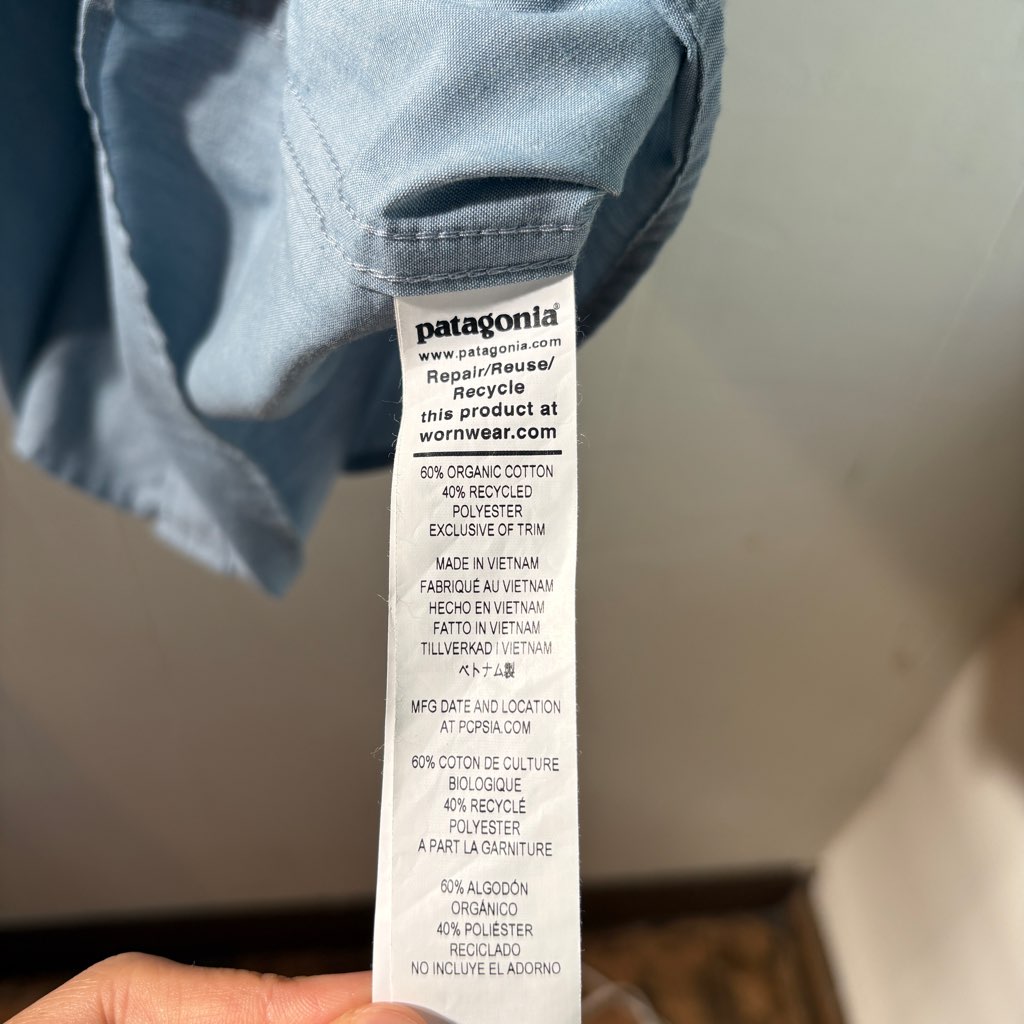 patagonia®
www.patagonia.com
Repair/Reuse/
Recycle
this product at
wornwear.com
60% ORGANIC COTTON
40% RECYCLED
POLYESTER
EXCLUSIVE OF TRIM
MADE IN VIETNAM
FABRIQUÉ AU VIETNAM
HECHO EN VIETNAM
FATTO IN VIETNAM
TILLVERKAD I VIETNAM
ベトナム製
MFG DATE AND LOCATION
AT PCPSIA.COM
60% COTON DE CULTURE
BIOLOGIQUE
40% RECYCLÉ
POLYESTER
A PART LA GARNITURE
60% ALGODÓN
ORGÁNICO
40% POLIÉSTER
RECICLADO
NO INCLUYE EL ADORNO